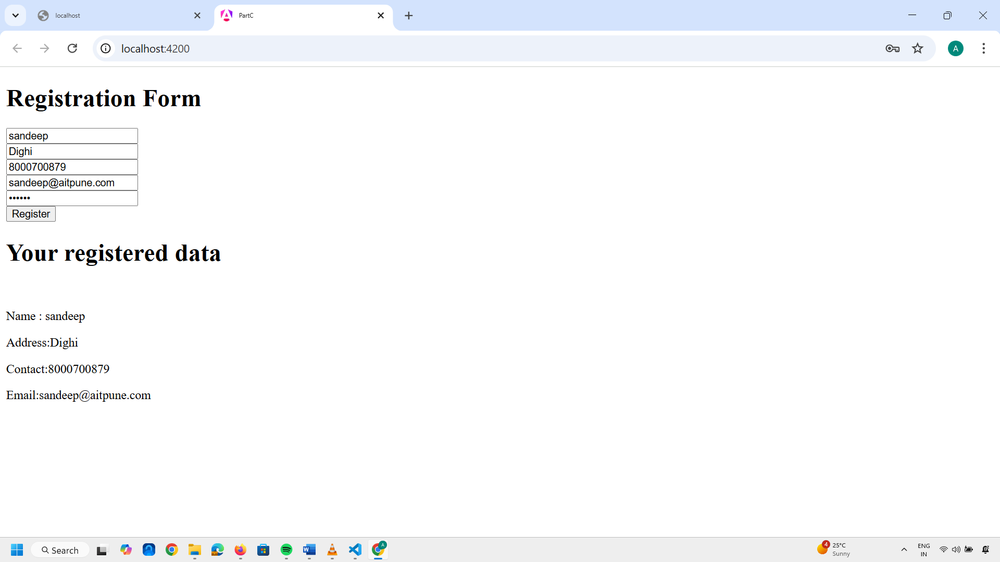 localhost
PartC
localhost:4200
A
Registration Form
sandeep
Dighi
8000700879
sandeep@aitpune.com
••••••
Register
Your registered data
Name : sandeep
Address:Dighi
Contact:8000700879
Email:sandeep@aitpune.com
Search
A
4
25°C
Sunny
ENG
IN